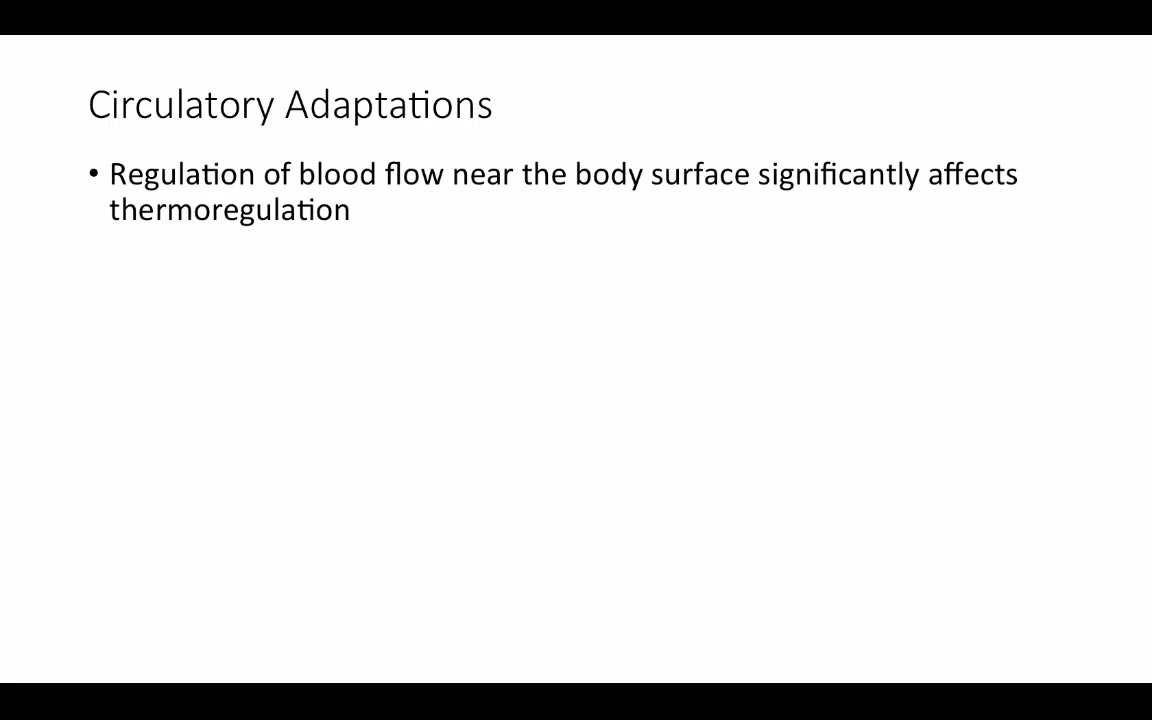 Circulatory Adaptations
• Regulation of blood flow near the body surface significantly affects
thermoregulation